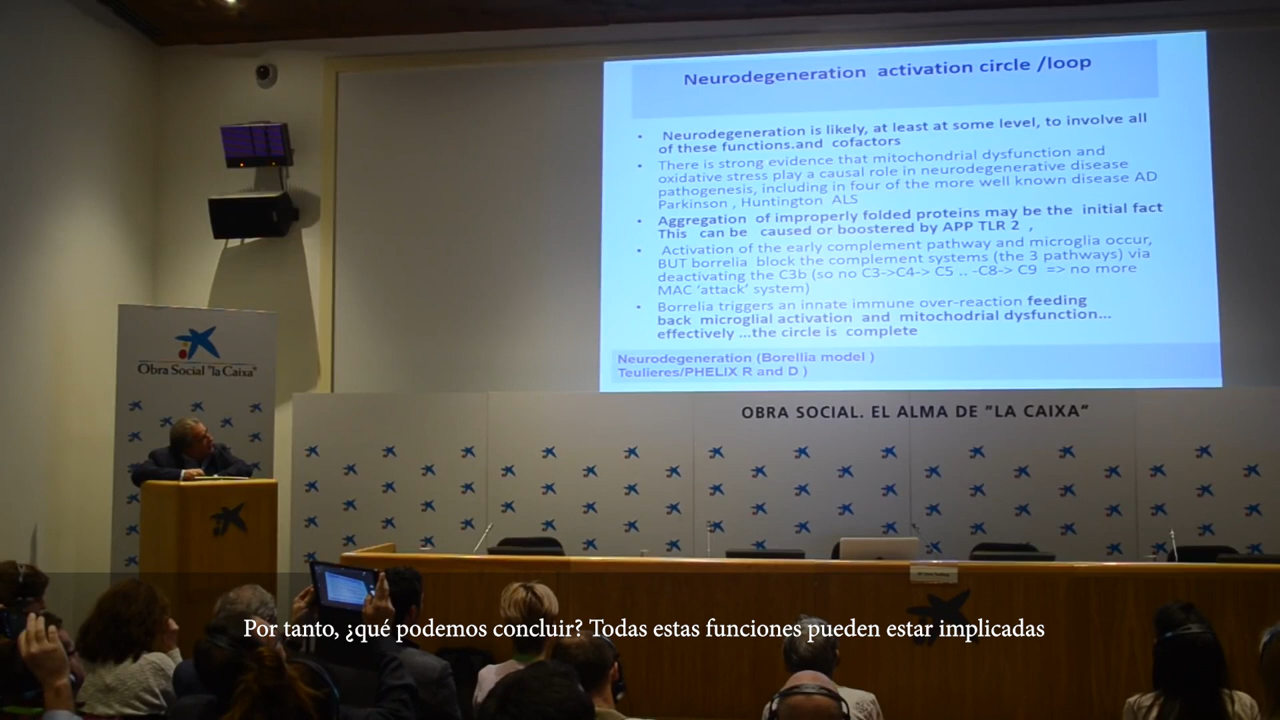 Neurodegeneration activation circle /loop
• Neurodegeneration is likely, at least at some level, to involve all
of these functions.and cofactors
• There is strong evidence that mitochondrial dysfunction and
oxidative stress play a causal role in neurodegenerative disease
pathogenesis, including in four of the more well known disease AD
Parkinson , Huntington ALS
• Aggregation of improperly folded proteins may be the initial fact
This can be caused or boostered by APP TLR 2 ,
• Activation of the early complement pathway and microglia occur,
BUT borrelia block the complement systems (the 3 pathways) via
deactivating the C3b (so no C3->C4-> C5 .. -C8-> C9 => no more
MAC 'attack' system)
• Borrelia triggers an innate immune over-reaction feeding
back microglial activation and mitochodrial dysfunction...
effectively ...the circle is complete
Neurodegeneration (Borellia model )
Teulieres/PHELIX R and D )
Obra Social "la Caixa"
OBRA SOCIAL. EL ALMA DE "LA CAIXA"
Por tanto, ¿qué podemos concluir? Todas estas funciones pueden estar implicadas